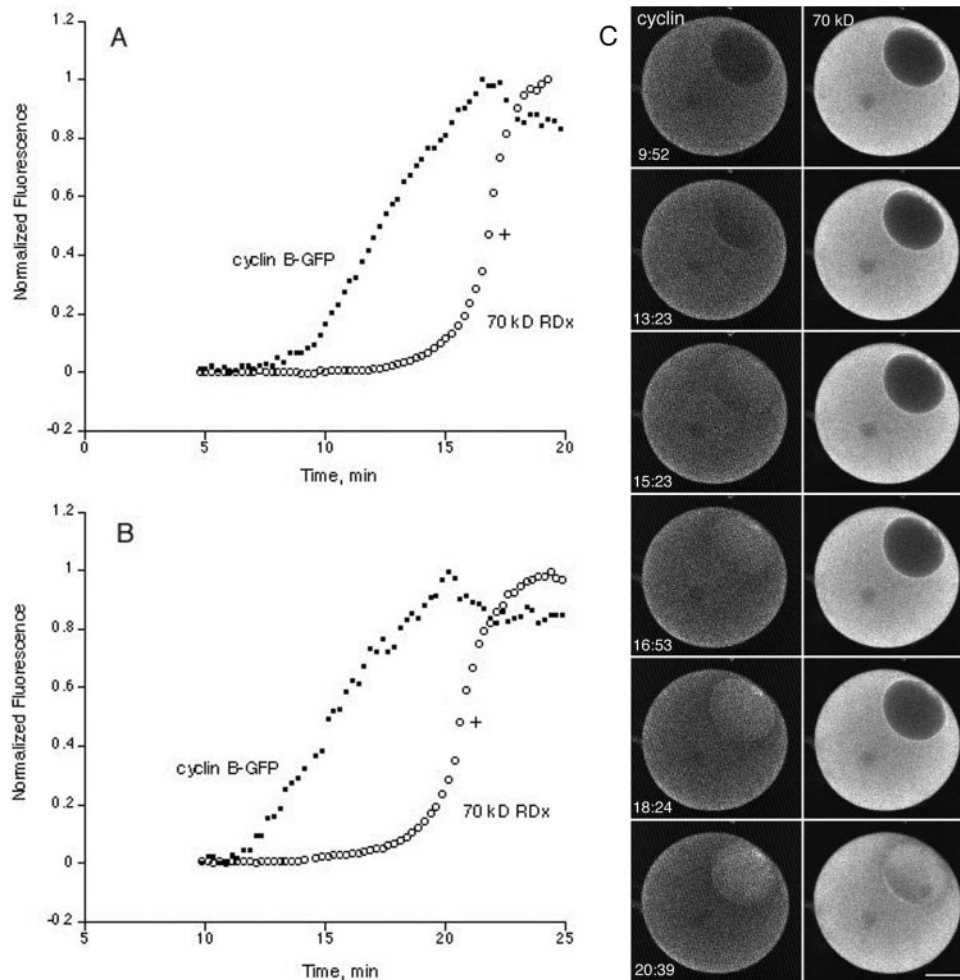 A
1.2
1
0.8
0.6
0.4
0.2
0
-0.2
Normalized Fluorescence
cyclin B-GFP
70 kD RDx
+
0 5 10 15 20
Time, min
B
1.2
1
0.8
0.6
0.4
0.2
0
-0.2
Normalized Fluorescence
cyclin B-GFP
70 kD RDx
+
5 10 15 20 25
Time, min
C
cyclin 70 kD
9:52
13:23
15:23
16:53
18:24
20:39